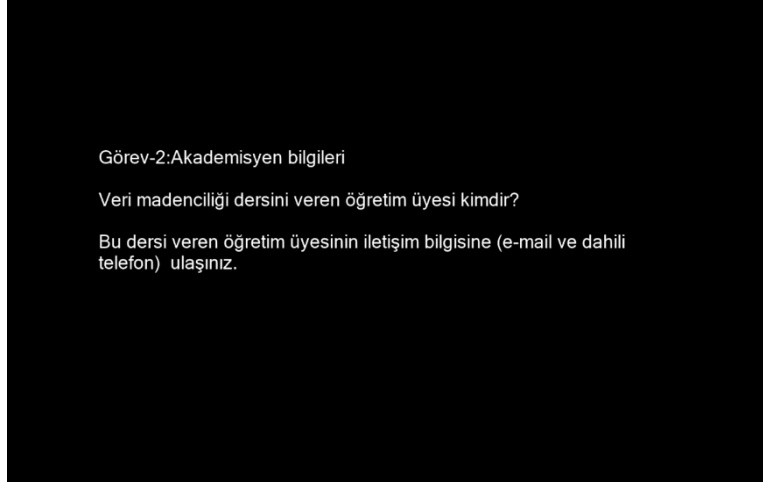 Görev-2:Akademisyen bilgileri
Veri madenciliği dersini veren öğretim üyesi kimdir?
Bu dersi veren öğretim üyesinin iletişim bilgisine (e-mail ve dahili
telefon)  ulaşınız.